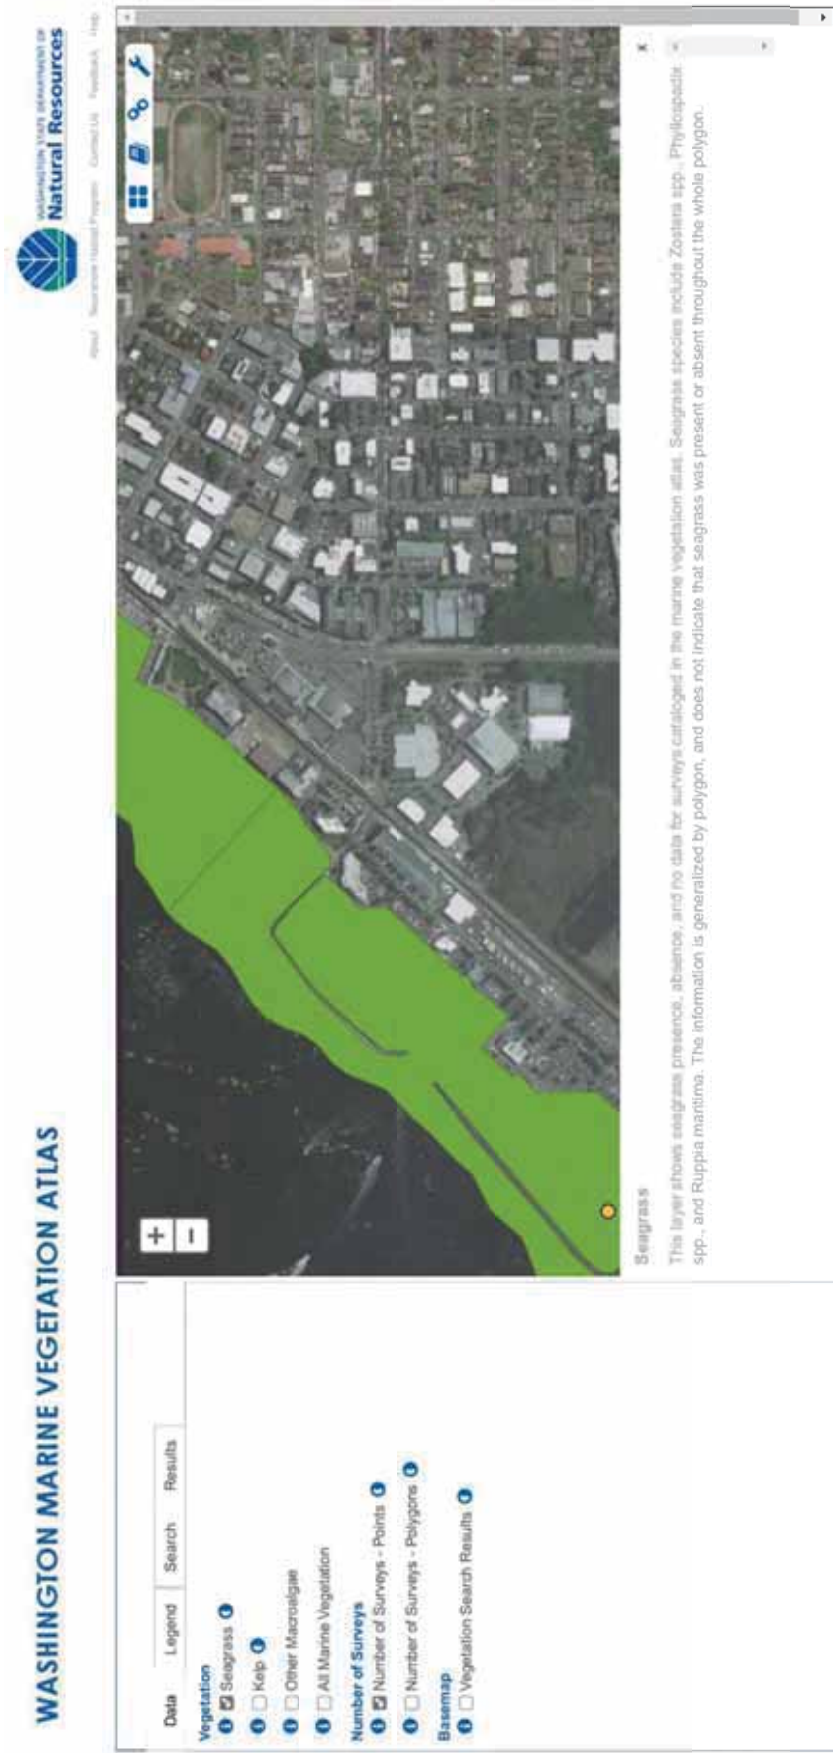 WASHINGTON MARINE VEGETATION ATLAS
WASHINGTON STATE DEPARTMENT OF
Natural Resources
About Nearshore Habitat Program Contact Us Feedback Help
Data Legend Search Results
Vegetation
Seagrass
Kelp
Other Macroalgae
All Marine Vegetation
Number of Surveys
Number of Surveys - Points
Number of Surveys - Polygons
Basemap
Vegetation Search Results
+
−
Seagrass
x
This layer shows seagrass presence, absence, and no data for surveys cataloged in the marine vegetation atlas. Seagrass species include Zostera spp., Phyllospadix
spp., and Ruppia maritima. The information is generalized by polygon, and does not indicate that seagrass was present or absent throughout the whole polygon.